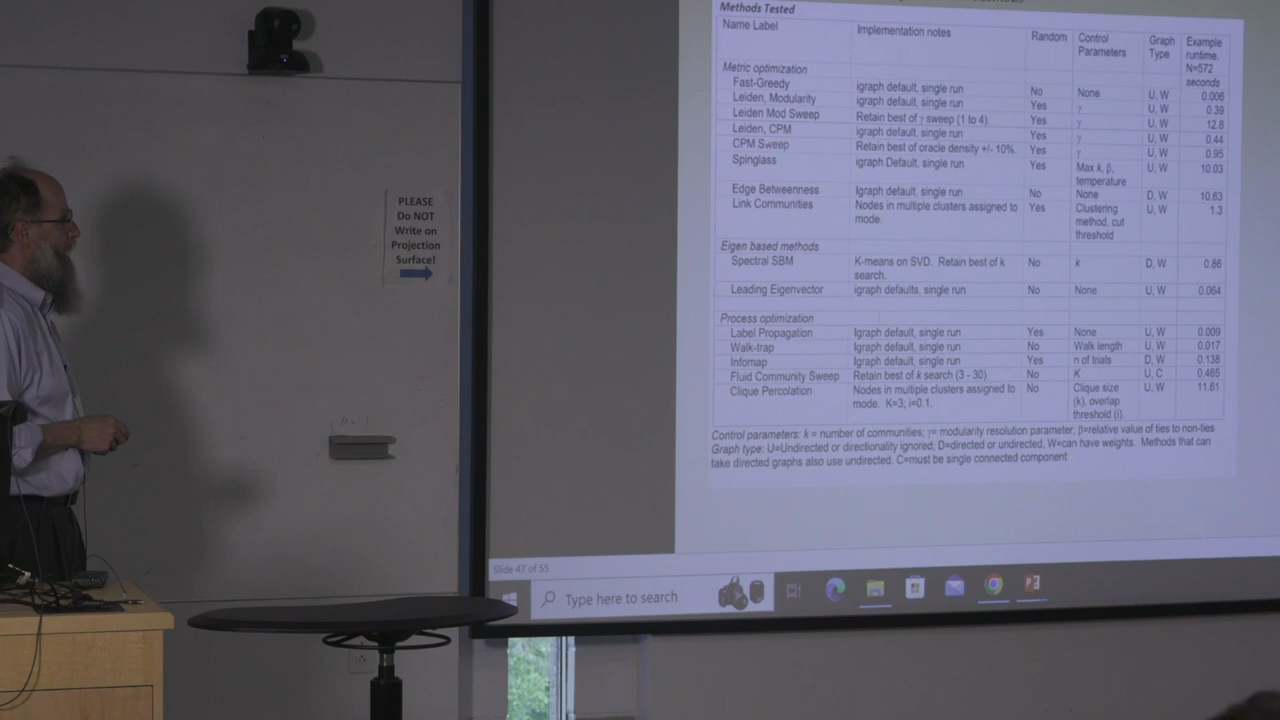 Methods Tested
Name Label Implementation notes Random Control Parameters Graph Type Example runtime, N=572 seconds
Metric optimization
Fast-Greedy igraph default, single run No None U, W 0.006
Leiden, Modularity igraph default, single run Yes γ U, W 0.39
Leiden Mod Sweep Retain best of γ sweep (1 to 4). Yes γ U, W 12.8
Leiden, CPM igraph default, single run Yes γ U, W 0.44
CPM Sweep Retain best of oracle density +/- 10%. Yes γ U, W 0.95
Spinglass igraph Default, single run Yes Max k, β, temperature U, W 10.03
Edge Betweenness Igraph default, single run No None D, W 10.63
Link Communities Nodes in multiple clusters assigned to mode. Yes Clustering method, cut threshold U, W 1.3
Eigen based methods
Spectral SBM K-means on SVD. Retain best of k search. No k D, W 0.86
Leading Eigenvector igraph defaults, single run No None U, W 0.064
Process optimization
Label Propagation Igraph default, single run Yes None U, W 0.009
Walk-trap Igraph default, single run No Walk length U, W 0.017
Infomap Igraph default, single run Yes n of trials D, W 0.138
Fluid Community Sweep Retain best of k search (3 - 30) No K U, C 0.465
Clique Percolation Nodes in multiple clusters assigned to mode. K=3; i=0.1. No Clique size (k), overlap threshold (i). U, W 11.61
Control parameters: k = number of communities; γ= modularity resolution parameter; β=relative value of ties to non-ties
Graph type: U=Undirected or directionality ignored; D=directed or undirected, W=can have weights. Methods that can
take directed graphs also use undirected. C=must be single connected component
PLEASE
Do NOT
Write on
Projection
Surface!
Slide 47 of 55
Type here to search